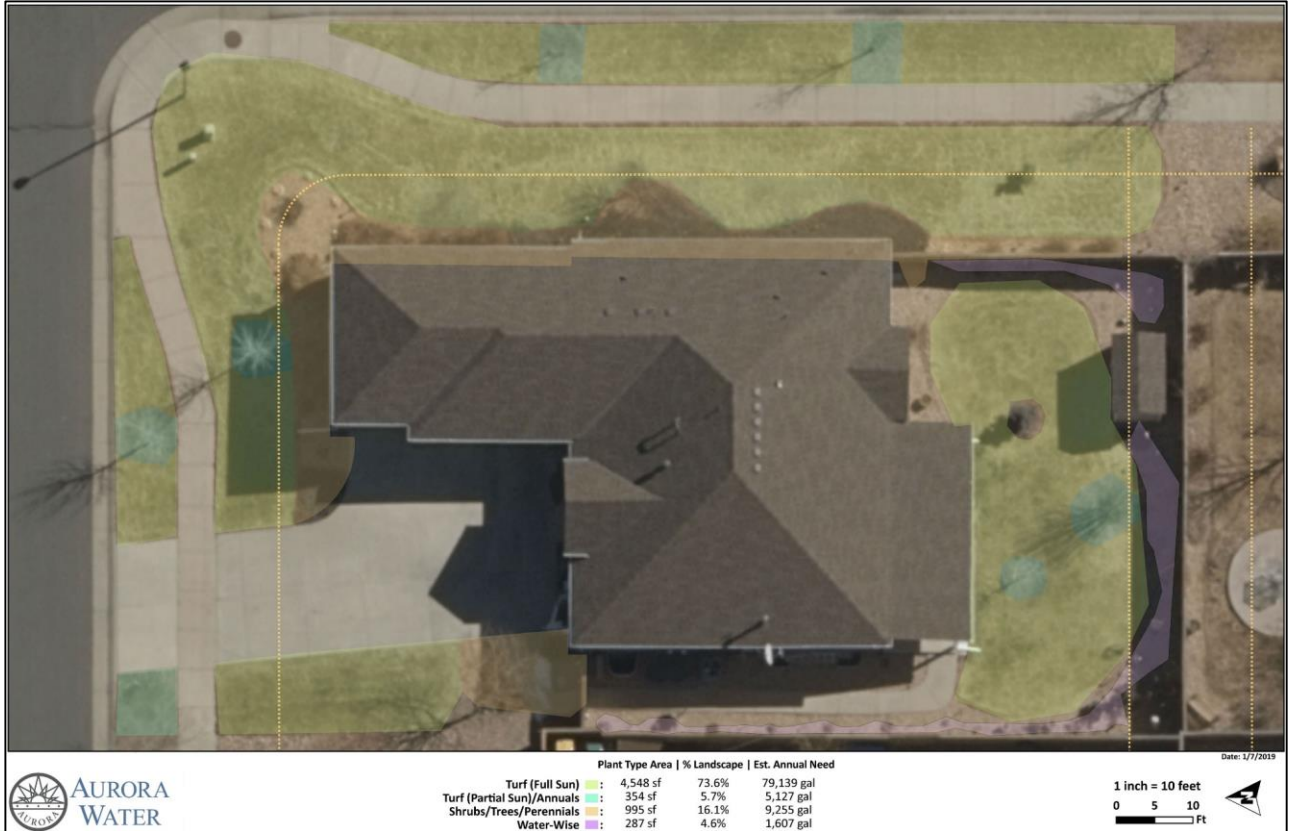 Date: 1/7/2019
Plant Type Area | % Landscape | Est. Annual Need
Turf (Full Sun) : 4,548 sf 73.6% 79,139 gal
Turf (Partial Sun)/Annuals : 354 sf 5.7% 5,127 gal
Shrubs/Trees/Perennials : 995 sf 16.1% 9,255 gal
Water-Wise : 287 sf 4.6% 1,607 gal
AURORA
WATER
AURORA
1 inch = 10 feet
0 5 10
Ft
N